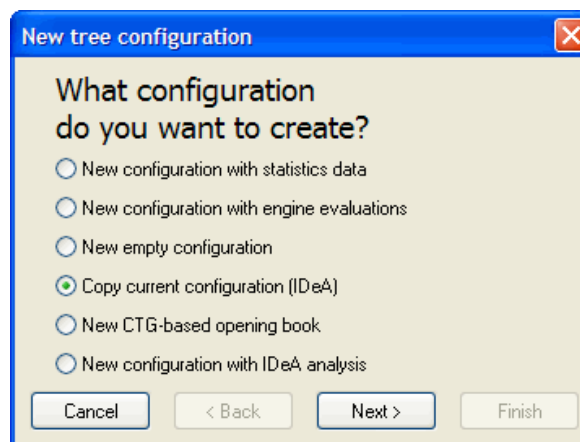 New tree configuration
What configuration
do you want to create?
New configuration with statistics data
New configuration with engine evaluations
New empty configuration
Copy current configuration (IDeA)
New CTG-based opening book
New configuration with IDeA analysis
Cancel < Back Next > Finish